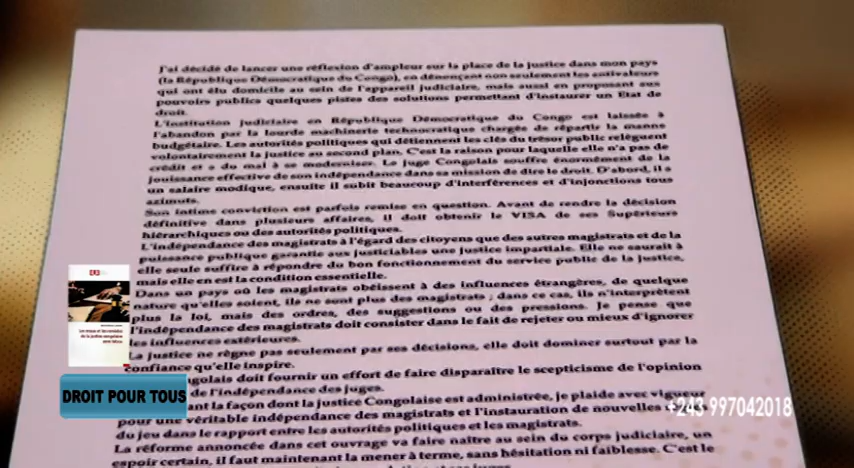 J'ai décidé de lancer une réflexion d'ampleur sur la place de la justice dans mon pays
(la République Démocratique du Congo), en dénonçant non seulement les antivaleurs
qui ont élu domicile au sein de l'appareil judiciaire, mais aussi en proposant aux
pouvoirs publics quelques pistes des solutions permettant d'instaurer un Etat de
droit.
L'institution judiciaire en République Démocratique du Congo est laissée à
l'abandon par la lourde machinerie technocratique chargée de répartir la manne
budgétaire. Les autorités politiques qui détiennent les clés du trésor public relèguent
volontairement la justice au second plan. C'est la raison pour laquelle elle n'a pas de
crédit et a du mal à se moderniser. Le juge Congolais souffre énormément de la
jouissance effective de son indépendance dans sa mission de dire le droit. D'abord, il a
un salaire modique, ensuite il subit beaucoup d'interférences et d'injonctions tous
azimuts.
Son intime conviction est parfois remise en question. Avant de rendre la décision
définitive dans plusieurs affaires, il doit obtenir le VISA de ses Supérieurs
hiérarchiques ou des autorités politiques.
L'indépendance des magistrats à l'égard des citoyens que des autres magistrats et de la
puissance publique garantie aux justiciables une justice impartiale. Elle ne saurait à
elle seule suffire à répondre du bon fonctionnement du service public de la justice,
mais elle en est la condition essentielle.
Dans un pays où les magistrats obéissent à des influences étrangères, de quelque
nature qu'elles soient, ils ne sont plus des magistrats ; dans ce cas, ils n'interprètent
plus la loi, mais des ordres, des suggestions ou des pressions. Je pense que
l'indépendance des magistrats doit consister dans le fait de rejeter ou mieux d'ignorer
les influences extérieures.
La justice ne règne pas seulement par ses décisions, elle doit dominer surtout par la
confiance qu'elle inspire.
golais doit fournir un effort de faire disparaître le scepticisme de l'opinion
de l'indépendance des juges.
ant la façon dont la justice Congolaise est administrée, je plaide avec vigueur
pour une véritable indépendance des magistrats et l'instauration de nouvelles
du jeu dans le rapport entre les autorités politiques et les magistrats.
La réforme annoncée dans cet ouvrage va faire naître au sein du corps judiciaire, un
espoir certain, il faut maintenant la mener à terme, sans hésitation ni faiblesse. C'est le
DROIT POUR TOUS
+243 997042018